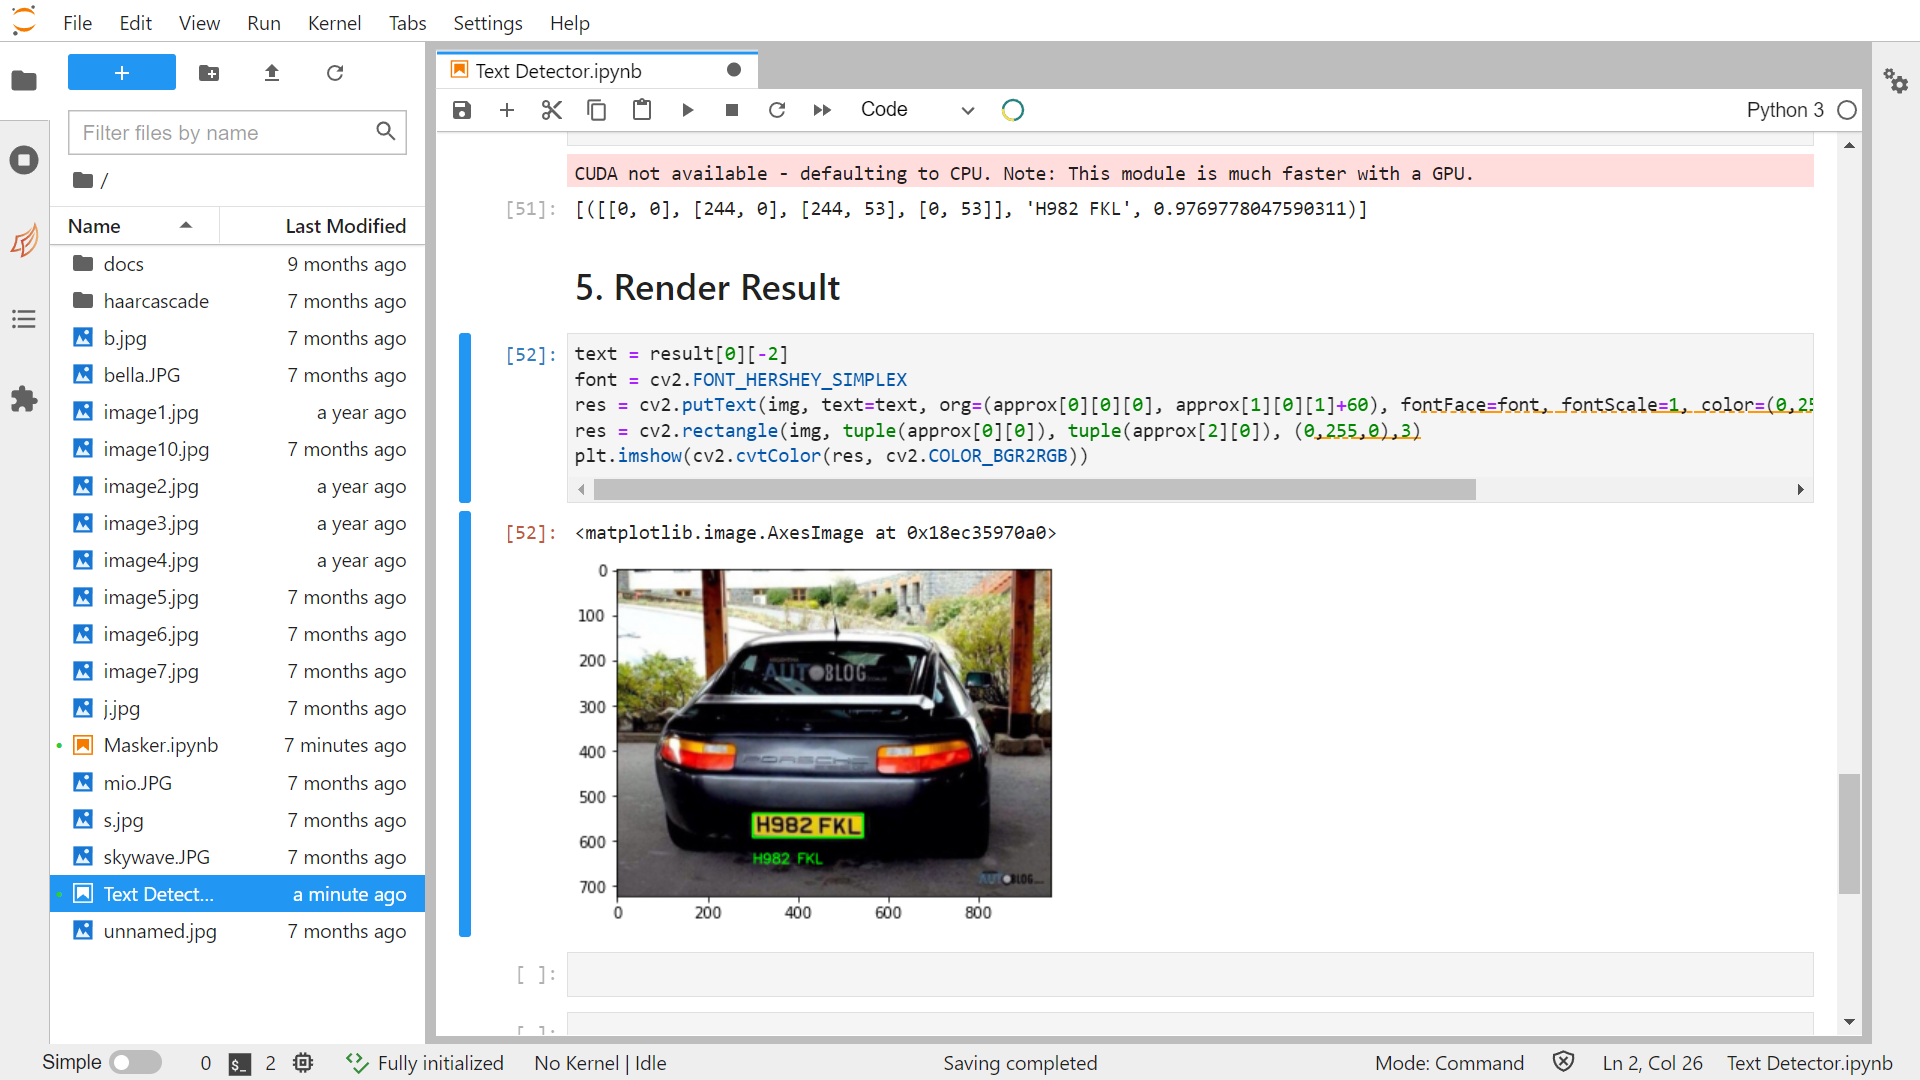 File Edit View Run Kernel Tabs Settings Help
Filter files by name
/
Name Last Modified
docs 9 months ago
haarcascade 7 months ago
b.jpg 7 months ago
bella.JPG 7 months ago
image1.jpg a year ago
image10.jpg 7 months ago
image2.jpg a year ago
image3.jpg a year ago
image4.jpg a year ago
image5.jpg 7 months ago
image6.jpg 7 months ago
image7.jpg 7 months ago
j.jpg 7 months ago
Masker.ipynb 7 minutes ago
mio.JPG 7 months ago
s.jpg 7 months ago
skywave.JPG 7 months ago
Text Detect... a minute ago
unnamed.jpg 7 months ago
Text Detector.ipynb
Code
Python 3
CUDA not available - defaulting to CPU. Note: This module is much faster with a GPU.
[51]: [([[0, 0], [244, 0], [244, 53], [0, 53]], 'H982 FKL', 0.9769778047590311)]
5. Render Result
[52]: text = result[0][-2]
font = cv2.FONT_HERSHEY_SIMPLEX
res = cv2.putText(img, text=text, org=(approx[0][0][0], approx[1][0][1]+60), fontFace=font, fontScale=1, color=(0,25
res = cv2.rectangle(img, tuple(approx[0][0]), tuple(approx[2][0]), (0,255,0),3)
plt.imshow(cv2.cvtColor(res, cv2.COLOR_BGR2RGB))
[52]: <matplotlib.image.AxesImage at 0x18ec35970a0>
0
100
200
300
400
500
600
700
0 200 400 600 800
AUTOBLOG
PORSCHE
H982 FKL
H982 FKL
AUTOBLOG
[ ]:
[ ]:
Simple 0 $_ 2 Fully initialized No Kernel | Idle Saving completed Mode: Command Ln 2, Col 26 Text Detector.ipynb